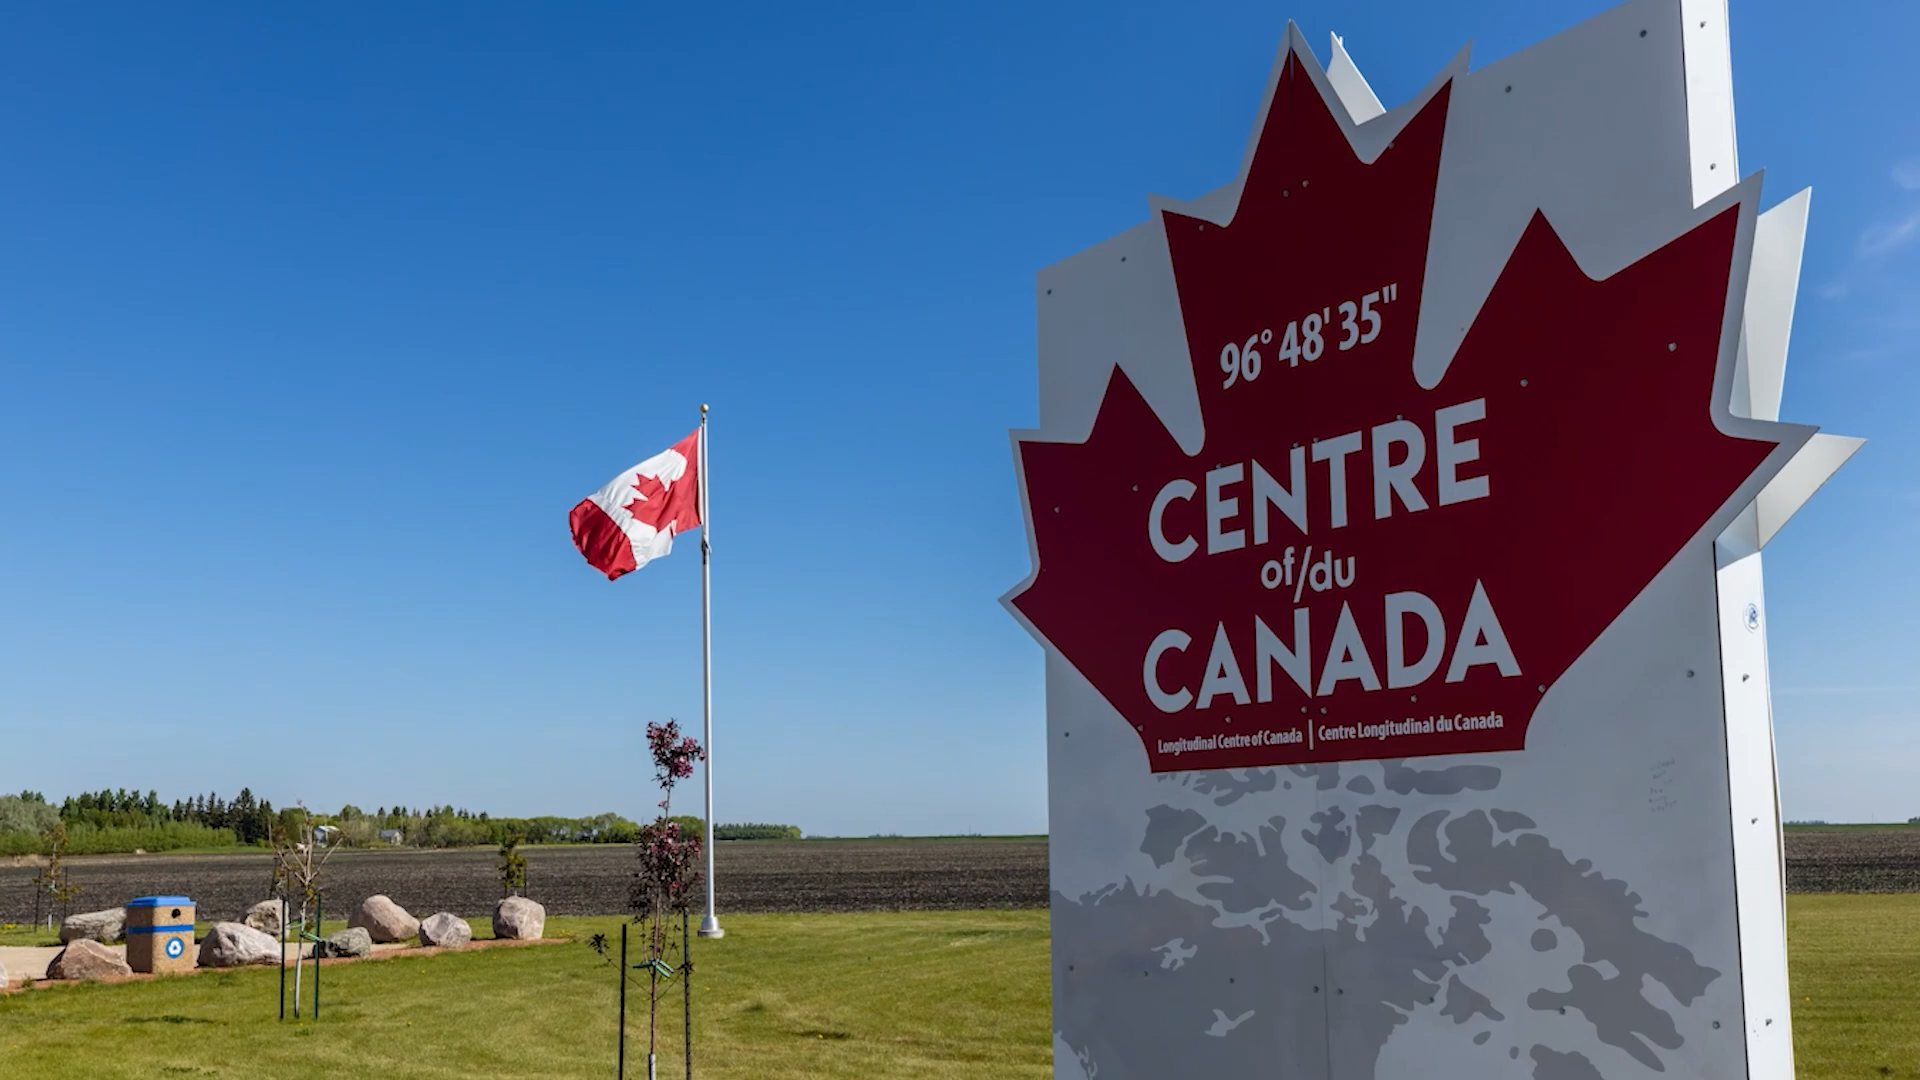 96° 48' 35"
CENTRE
of/du
CANADA
Longitudinal Centre of Canada | Centre Longitudinal du Canada